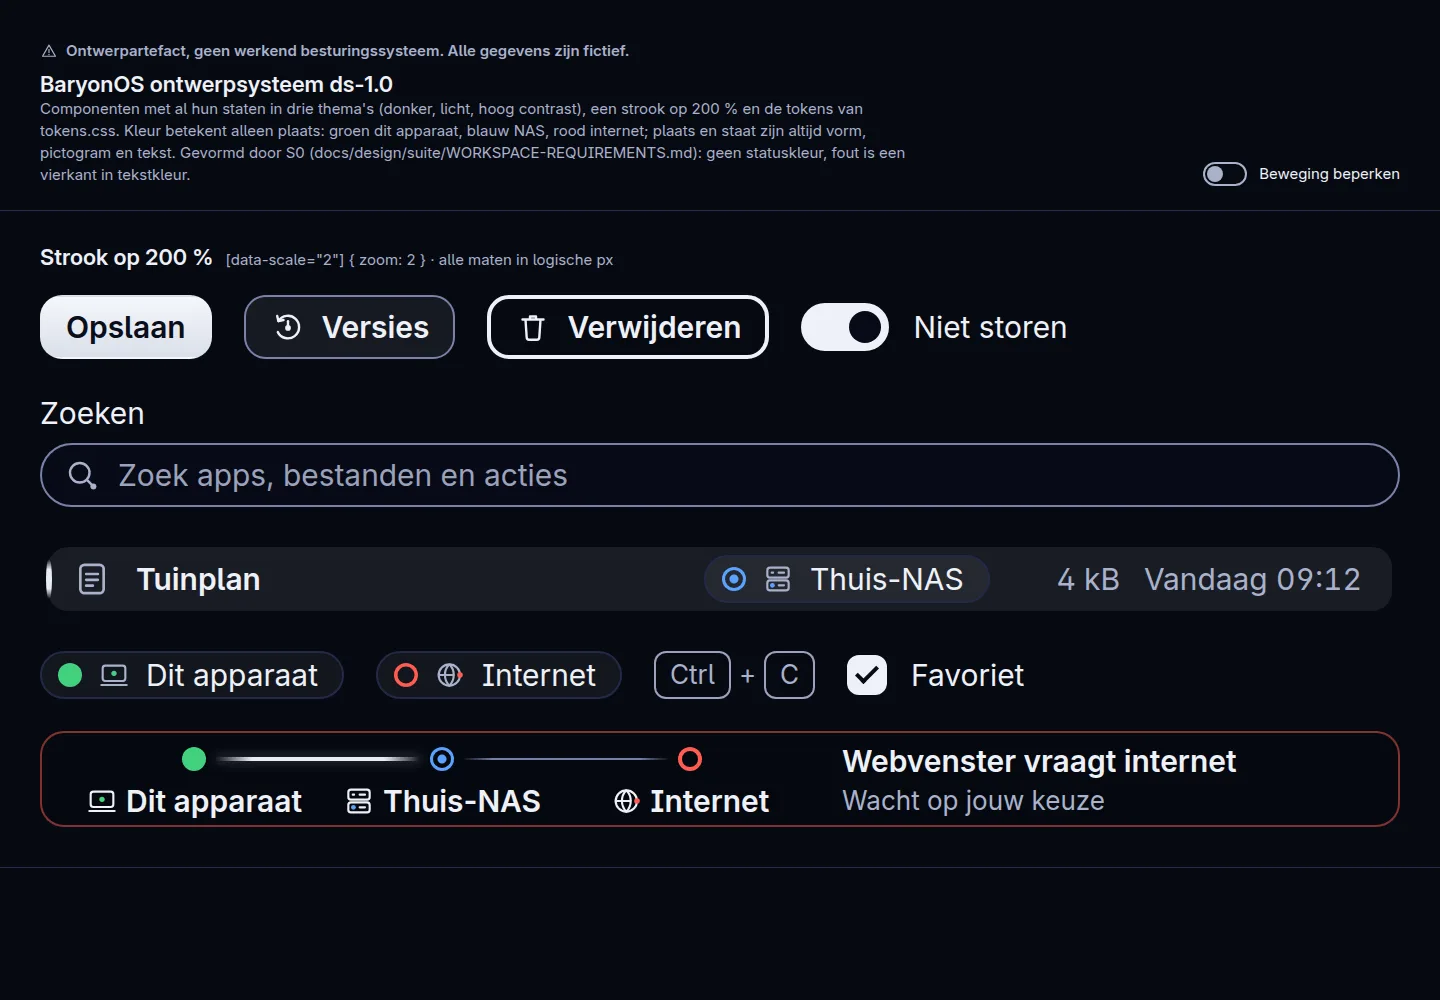 Ontwerpartefact, geen werkend besturingssysteem. Alle gegevens zijn fictief.
BaryonOS ontwerpsysteem ds-1.0
Componenten met al hun staten in drie thema's (donker, licht, hoog contrast), een strook op 200 % en de tokens van
tokens.css. Kleur betekent alleen plaats: groen dit apparaat, blauw NAS, rood internet; plaats en staat zijn altijd vorm,
pictogram en tekst. Gevormd door S0 (docs/design/suite/WORKSPACE-REQUIREMENTS.md): geen statuskleur, fout is een
vierkant in tekstkleur.
Beweging beperken
Strook op 200 % [data-scale="2"] { zoom: 2 } · alle maten in logische px
Opslaan Versies Verwijderen Niet storen
Zoeken
Zoek apps, bestanden en acties
Tuinplan Thuis-NAS 4 kB Vandaag 09:12
Dit apparaat Internet Ctrl + C Favoriet
Dit apparaat Thuis-NAS Internet
Webvenster vraagt internet
Wacht op jouw keuze